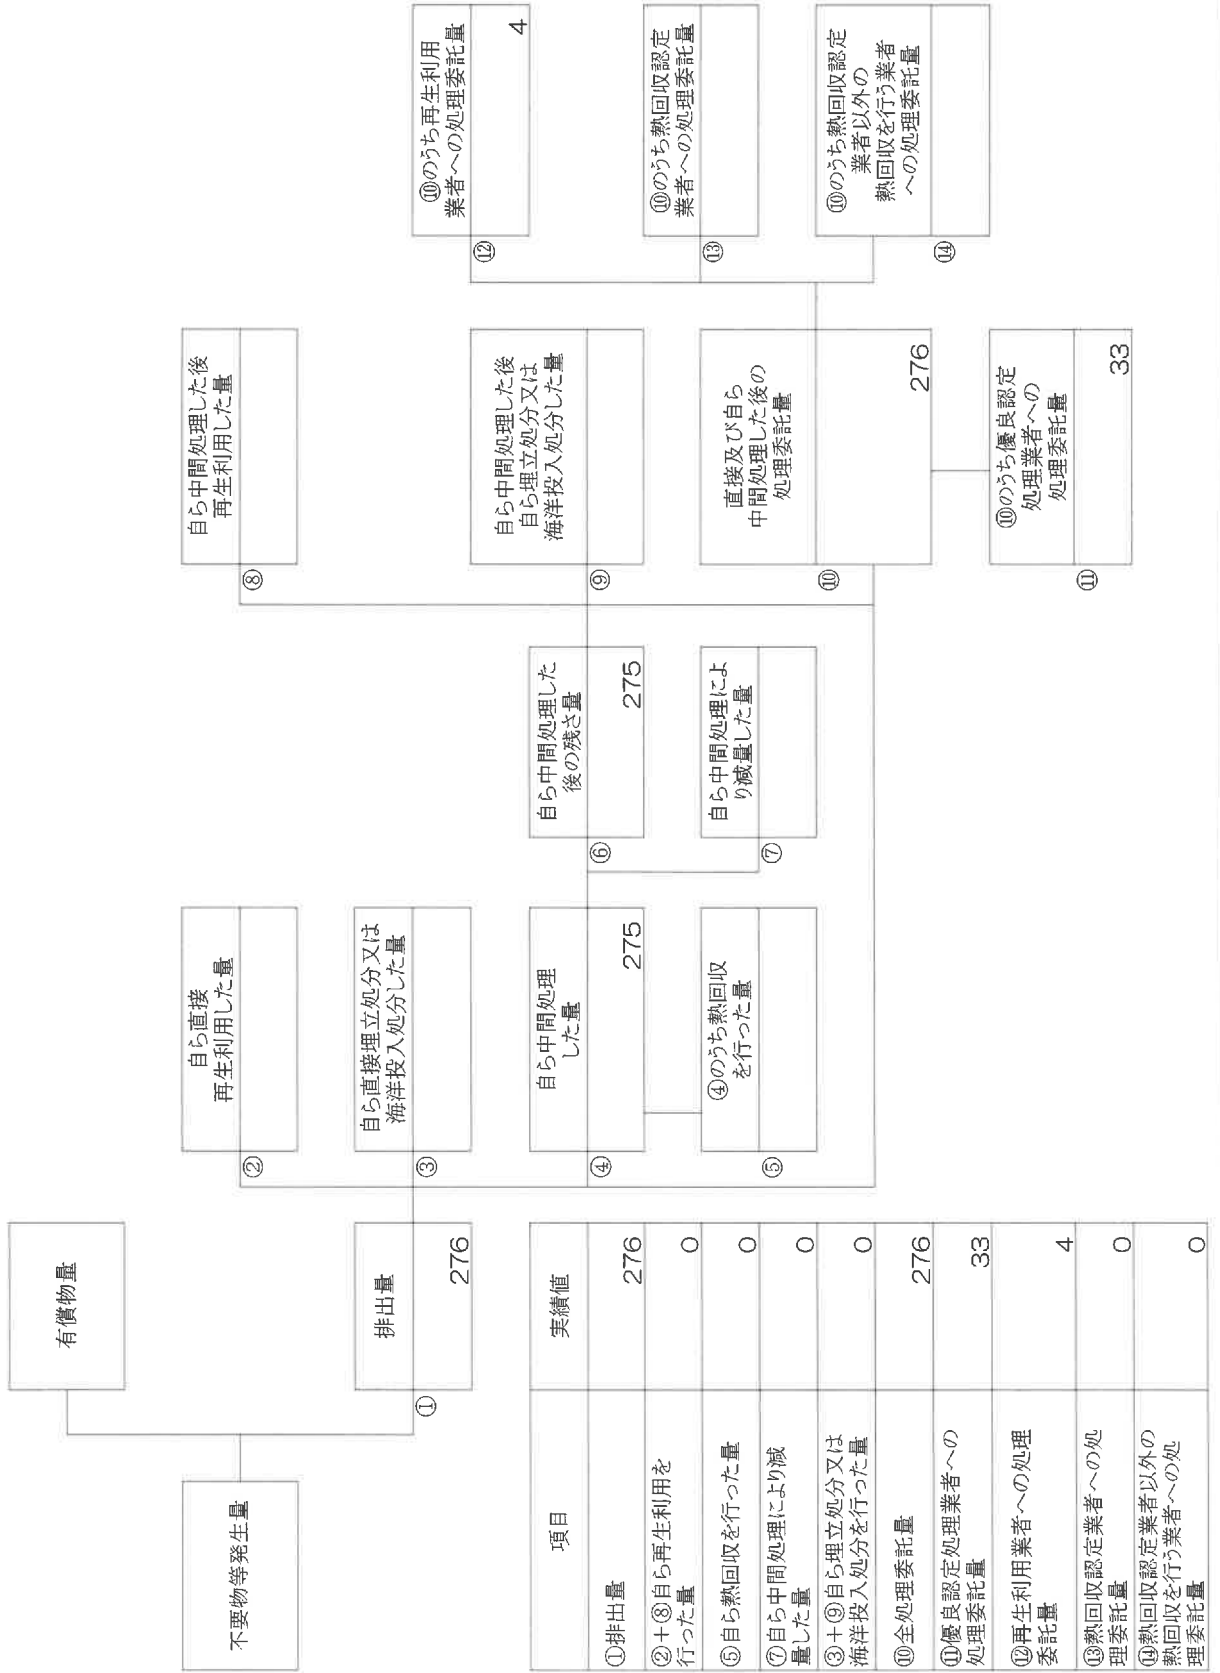 不要物等発生量
有償物量
①
排出量
276
②
自ら直接
再生利用した量
③
自ら直接埋立処分又は
海洋投入処分した量
④
自ら中間処理
した量
275
⑤
④のうち熱回収
を行った量
⑥
自ら中間処理した
後の残さ量
275
⑦
自ら中間処理によ
り減量した量
⑧
自ら中間処理した後
再生利用した量
⑨
自ら中間処理した後
自ら埋立処分又は
海洋投入処分した量
⑩
直接及び自ら
中間処理した後の
処理委託量
276
⑪
⑩のうち優良認定
処理業者への
処理委託量
33
⑫
⑩のうち再生利用
業者への処理委託量
4
⑬
⑩のうち熱回収認定
業者への処理委託量
⑭
⑩のうち熱回収認定
業者以外の
熱回収を行う業者
への処理委託量
項目 実績値
①排出量 276
②+⑧自ら再生利用を
行った量 0
⑤自ら熱回収を行った量 0
⑦自ら中間処理により減
量した量 0
③+⑨自ら埋立処分又は
海洋投入処分を行った量 0
⑩全処理委託量 276
⑪優良認定処理業者への
処理委託量 33
⑫再生利用業者への処理
委託量 4
⑬熱回収認定業者への処
理委託量 0
⑭熱回収認定業者以外の
熱回収を行う業者への処
理委託量 0